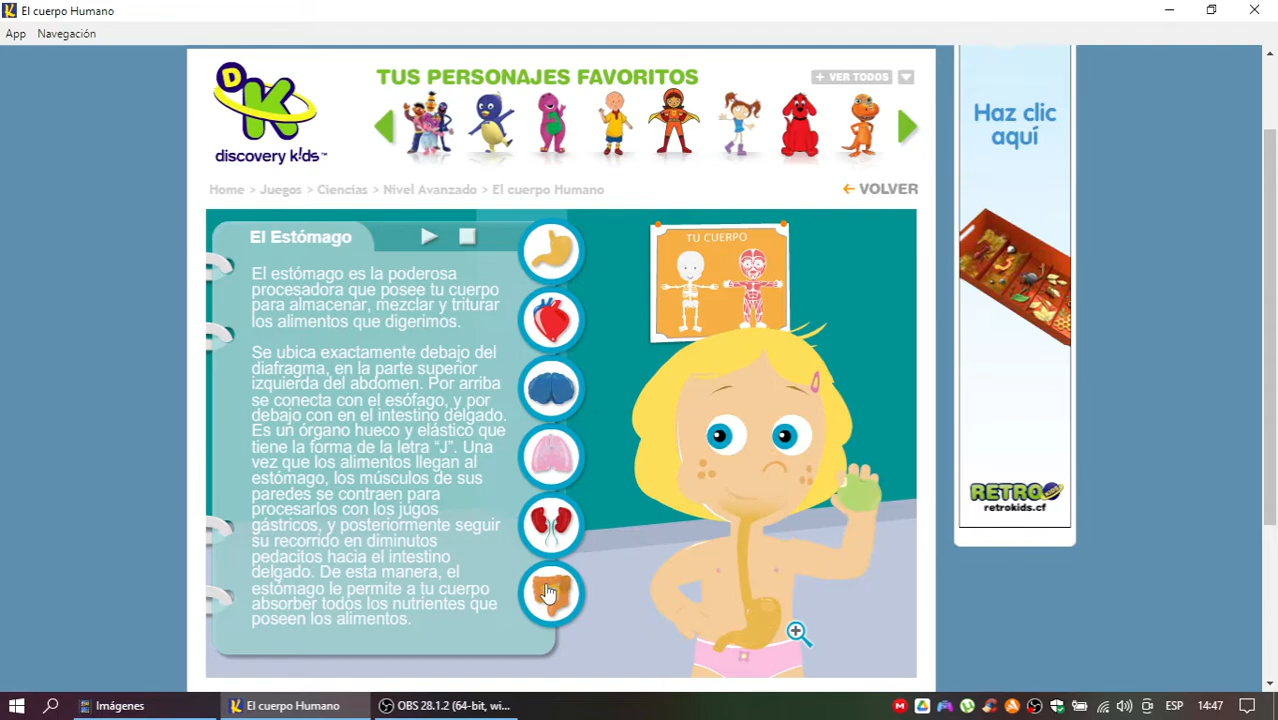 El cuerpo Humano
App Navegación
TUS PERSONAJES FAVORITOS
+ VER TODOS
D K
discovery kids™
Home > Juegos > Ciencias > Nivel Avanzado > El cuerpo Humano
← VOLVER
Haz clic
aquí
El Estómago
TU CUERPO
El estómago es la poderosa
procesadora que posee tu cuerpo
para almacenar, mezclar y triturar
los alimentos que digerimos.
Se ubica exactamente debajo del
diafragma, en la parte superior
izquierda del abdomen. Por arriba
se conecta con el esófago, y por
debajo con en el intestino delgado.
Es un órgano hueco y elástico que
tiene la forma de la letra “J”. Una
vez que los alimentos llegan al
estómago, los músculos de sus
paredes se contraen para
procesarlos con los jugos
gástricos, y posteriormente seguir
su recorrido en diminutos
pedacitos hacia el intestino
delgado. De esta manera, el
estómago le permite a tu cuerpo
absorber todos los nutrientes que
poseen los alimentos.
RETRO
retrokids.cf
Imágenes
El cuerpo Humano
OBS 28.1.2 (64-bit, wi...
ESP
14:47